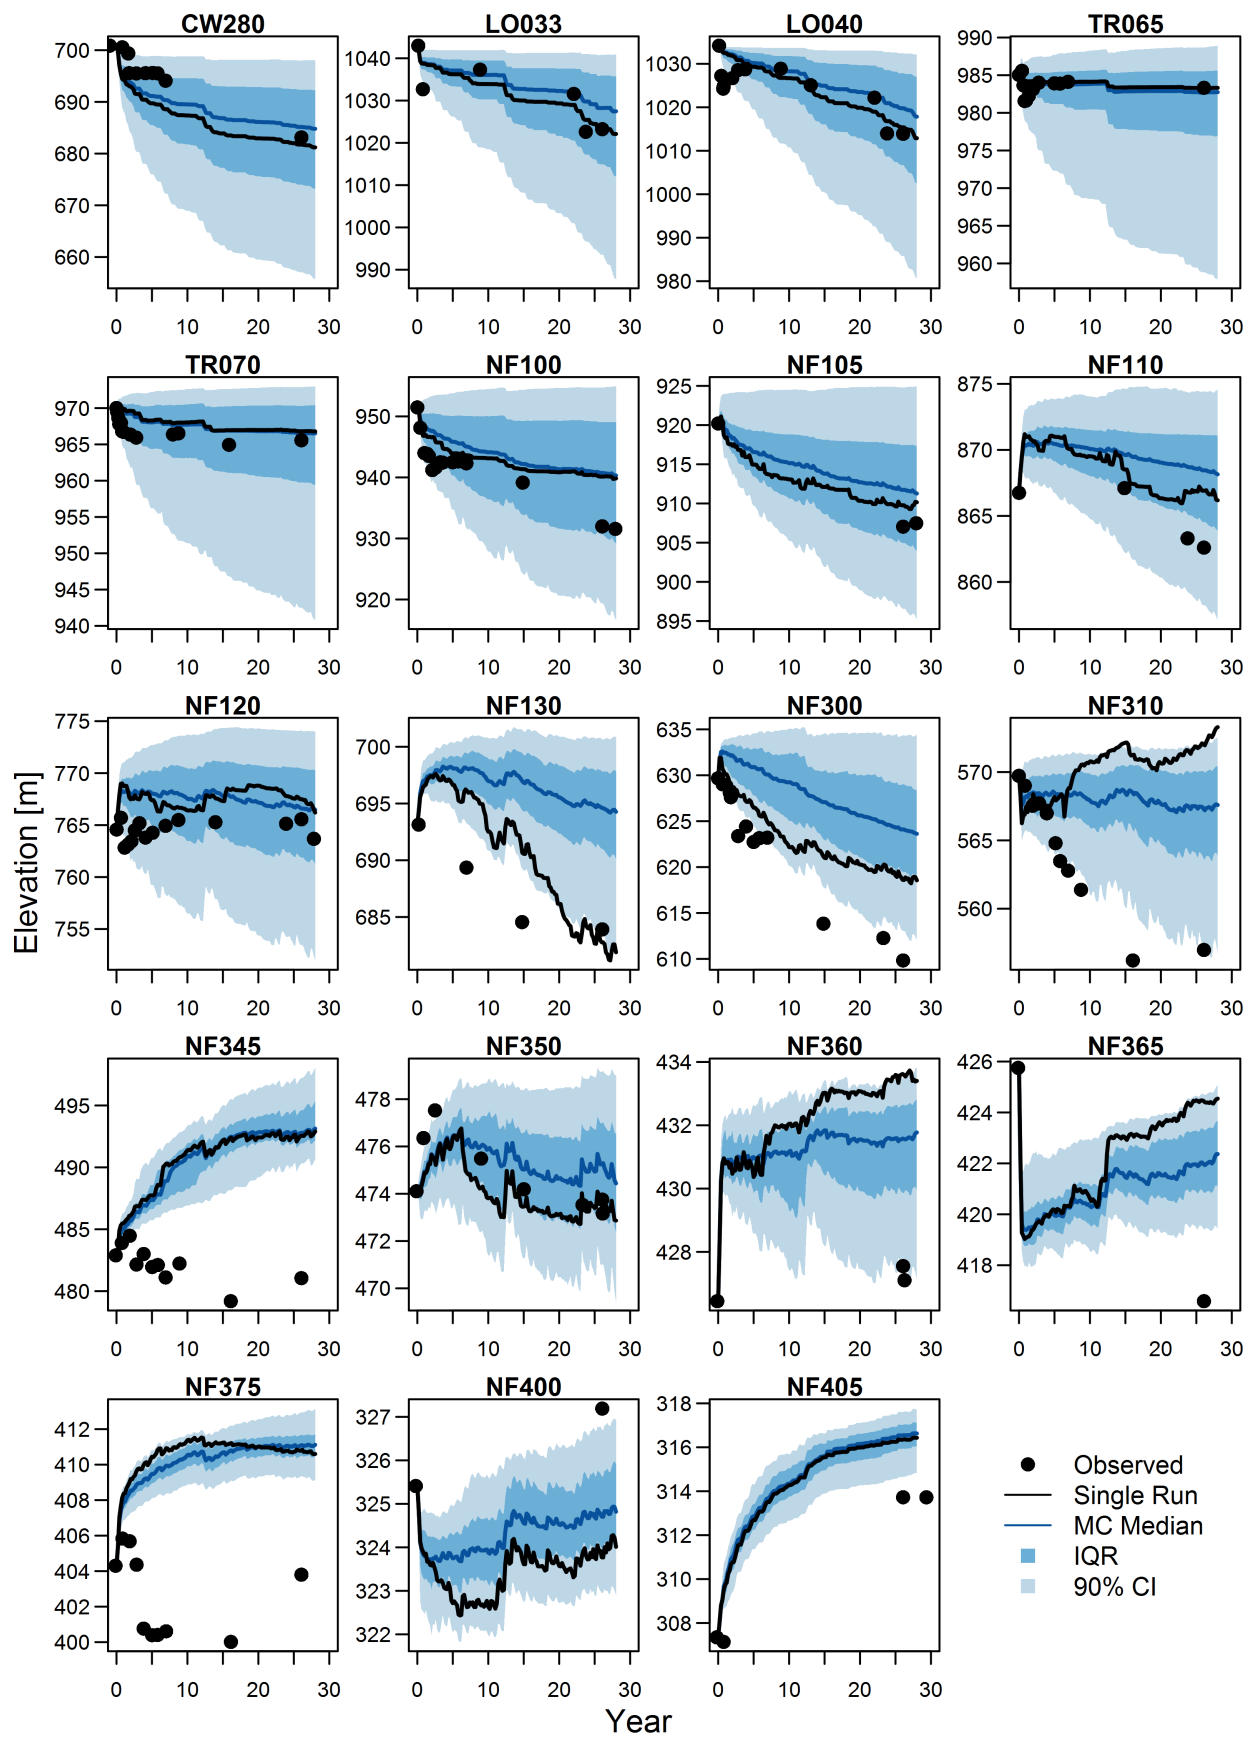 CW280 LO033 LO040 TR065
700 690 680 670 660
0 10 20 30
1040 1030 1020 1010 1000 990
0 10 20 30
1030 1020 1010 1000 990 980
0 10 20 30
990 985 980 975 970 965 960
0 10 20 30
TR070 NF100 NF105 NF110
970 965 960 955 950 945 940
0 10 20 30
950 940 930 920
0 10 20 30
925 920 915 910 905 900 895
0 10 20 30
875 870 865 860
0 10 20 30
NF120 NF130 NF300 NF310
775 770 765 760 755
0 10 20 30
700 695 690 685
0 10 20 30
635 630 625 620 615 610
0 10 20 30
570 565 560
0 10 20 30
Elevation [m]
NF345 NF350 NF360 NF365
495 490 485 480
0 10 20 30
478 476 474 472 470
0 10 20 30
434 432 430 428
0 10 20 30
426 424 422 420 418
0 10 20 30
NF375 NF400 NF405
412 410 408 406 404 402 400
0 10 20 30
327 326 325 324 323 322
0 10 20 30
318 316 314 312 310 308
0 10 20 30
Observed
Single Run
MC Median
IQR
90% CI
Year